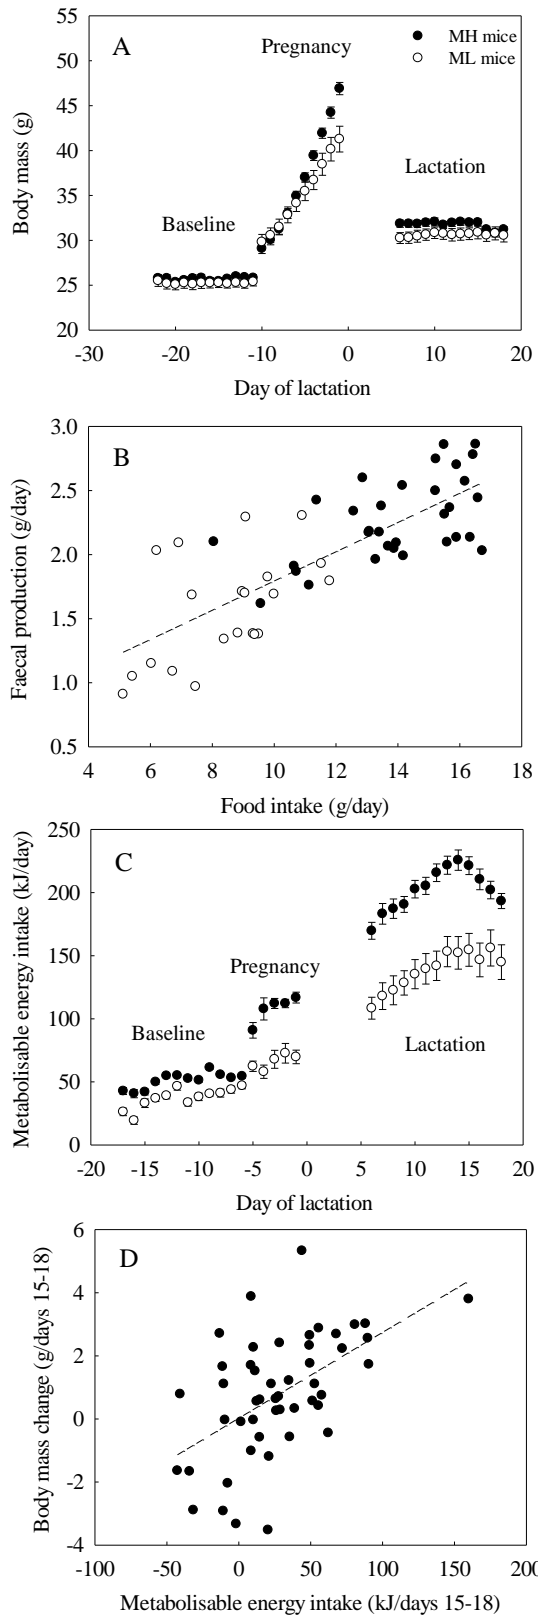 55
A
MH mice
50
Pregnancy
ML mice
45
40
Lactation
35
Baseline
30
25
20
-30 -20 -10 0 10 20
Body mass (g)
Day of lactation
3.0
B
2.5
2.0
1.5
1.0
0.5
4 6 8 10 12 14 16 18
Faecal production (g/day)
Food intake (g/day)
250
C
200
150
Pregnancy
100
Baseline
Lactation
50
0
-20 -15 -10 -5 0 5 10 15 20
Metabolisable energy intake (kJ/day)
Day of lactation
6
D
4
2
0
-2
-4
-100 -50 0 50 100 150 200
Body mass change (g/days 15-18)
Metabolisable energy intake (kJ/days 15-18)